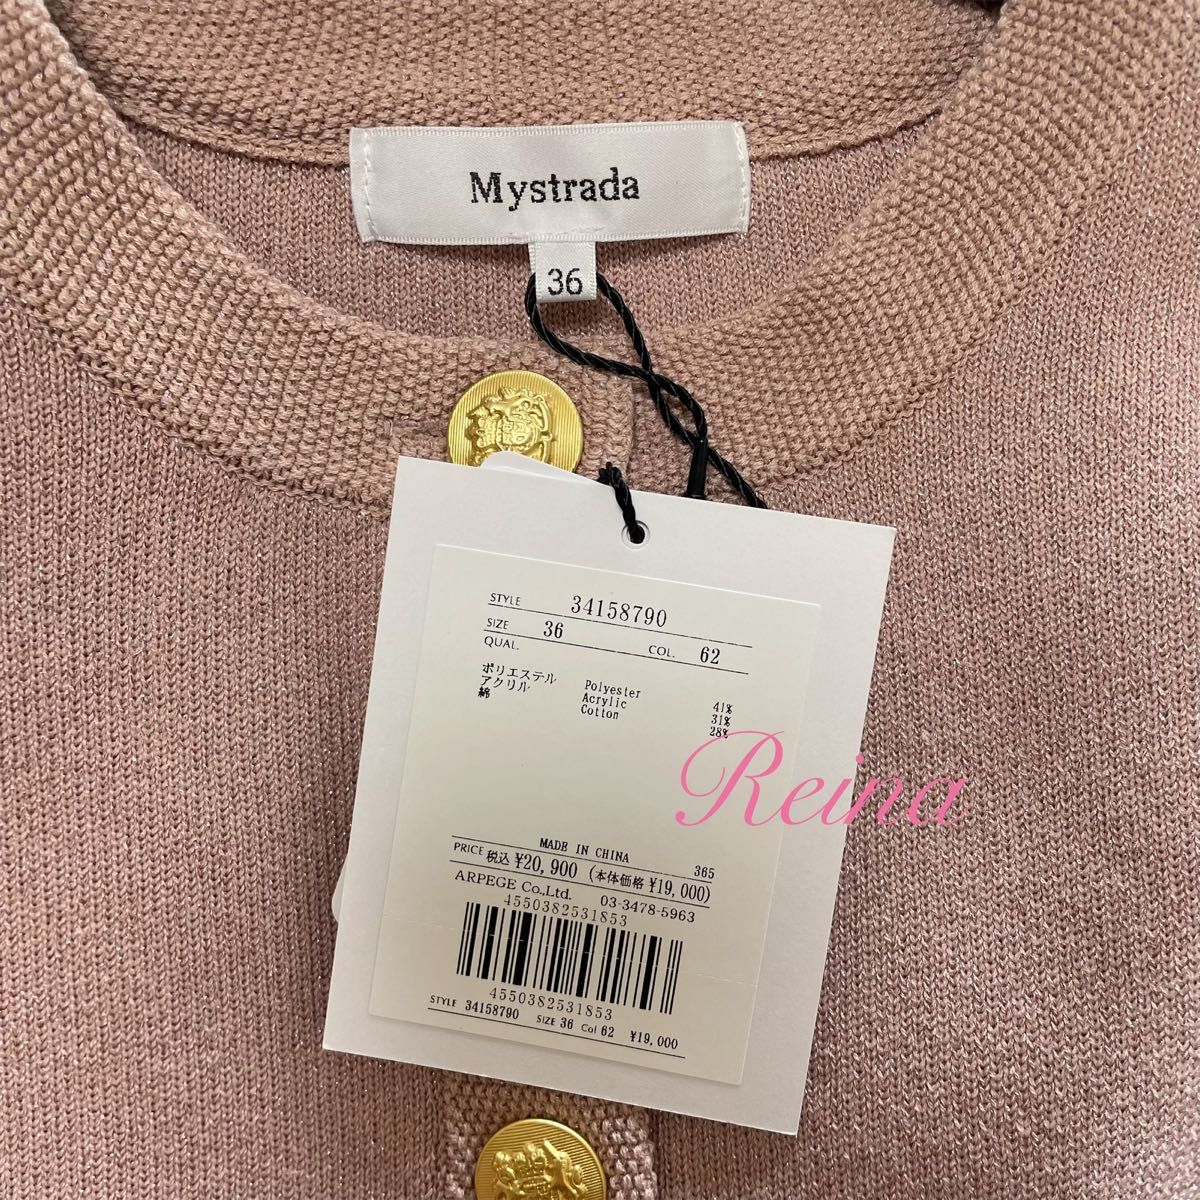 Mystrada
36
STYLE 34158790
SIZE 36 COL. 62
QUAL.
ポリエステル Polyester 41%
アクリル Acrylic 31%
綿 Cotton 28%
Reina
MADE IN CHINA 365
PRICE 税込 ¥20,900 (本体価格 ¥19,000)
ARPEGE Co.,Ltd. 03-3478-5963
4550382531853
4550382531853
STYLE 34158790 SIZE 36 Col 62 ¥19,000